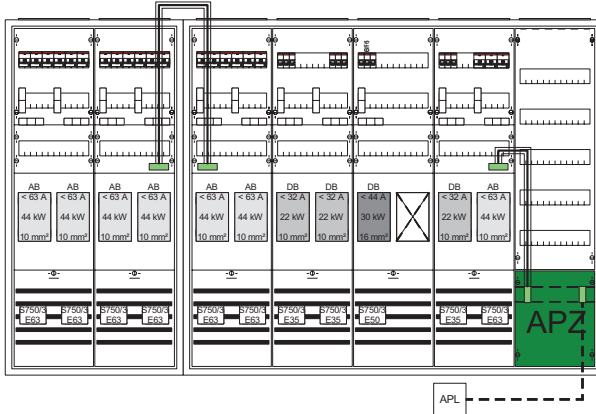 B16
AB AB AB AB AB AB DB DB DB DB AB
< 63 A < 63 A < 63 A < 63 A < 63 A < 63 A < 32 A < 32 A < 44 A < 32 A < 63 A
44 kW 44 kW 44 kW 44 kW 44 kW 44 kW 22 kW 22 kW 30 kW 22 kW 44 kW
10 mm² 10 mm² 10 mm² 10 mm² 10 mm² 10 mm² 10 mm² 10 mm² 16 mm² 10 mm² 10 mm²
S750/3 S750/3 S750/3 S750/3 S750/3 S750/3 S750/3 S750/3 S750/3 S750/3 S750/3
E63 E63 E63 E63 E63 E63 E35 E35 E50 E35 E63
APZ
APL